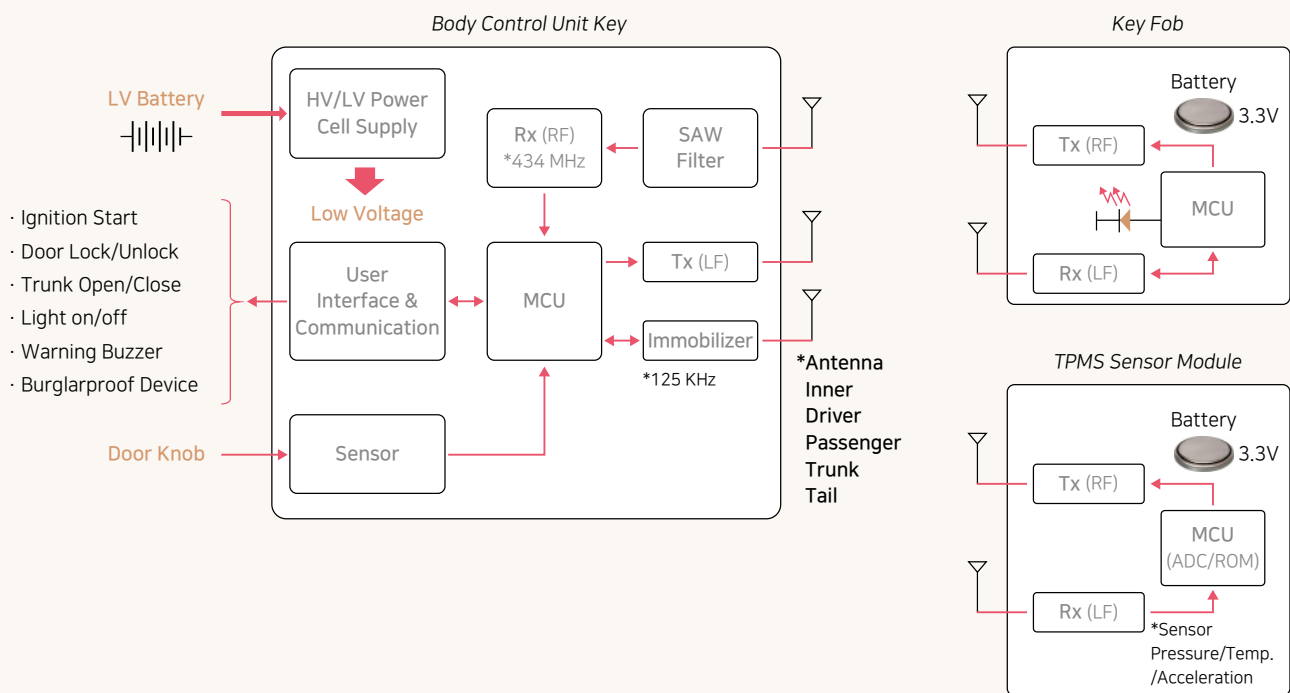 Body Control Unit Key
LV Battery
HV/LV Power
Cell Supply
Low Voltage
Rx (RF)
*434 MHz
SAW
Filter
· Ignition Start
· Door Lock/Unlock
· Trunk Open/Close
· Light on/off
· Warning Buzzer
· Burglarproof Device
User
Interface &
Communication
MCU
Tx (LF)
Immobilizer
*125 KHz
*Antenna
Inner
Driver
Passenger
Trunk
Tail
Door Knob
Sensor
Key Fob
Battery
3.3V
Tx (RF)
MCU
Rx (LF)
TPMS Sensor Module
Battery
3.3V
Tx (RF)
MCU
(ADC/ROM)
Rx (LF)
*Sensor
Pressure/Temp.
/Acceleration